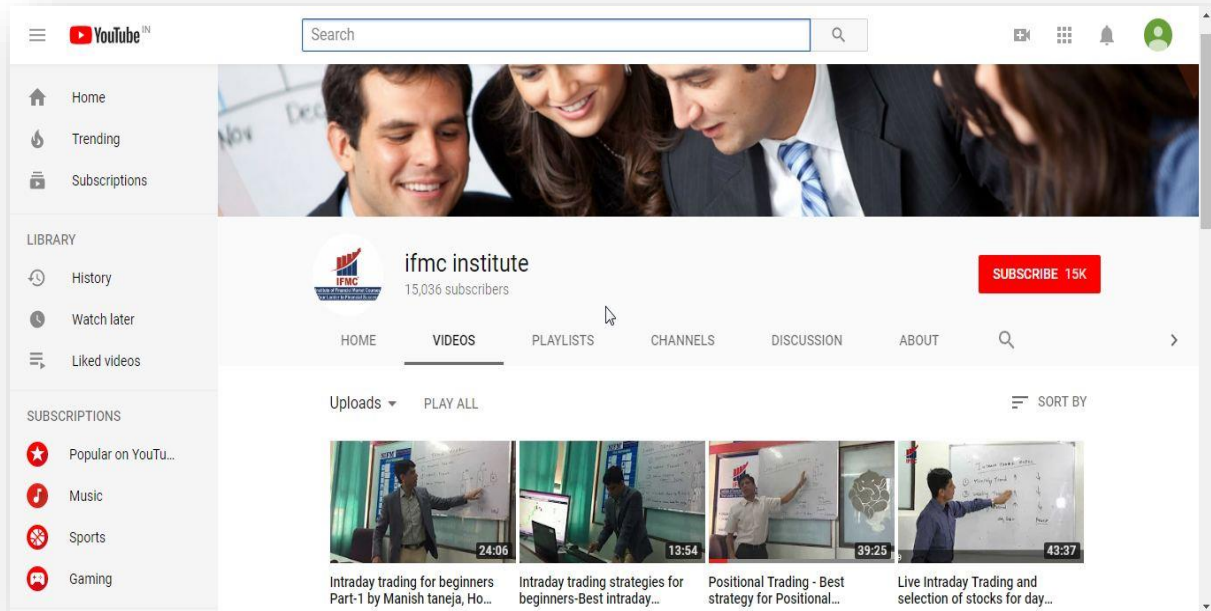 YouTube IN
Search
Home
Trending
Subscriptions
LIBRARY
History
Watch later
Liked videos
SUBSCRIPTIONS
Popular on YouTu...
Music
Sports
Gaming
Nov Dec
IFMC
ifmc institute
15,036 subscribers
SUBSCRIBE 15K
HOME VIDEOS PLAYLISTS CHANNELS DISCUSSION ABOUT
Uploads PLAY ALL SORT BY
24:06
13:54
39:25
43:37
Intraday trading for beginners
Part-1 by Manish taneja, Ho...
Intraday trading strategies for
beginners-Best intraday...
Positional Trading - Best
strategy for Positional...
Live Intraday Trading and
selection of stocks for day...